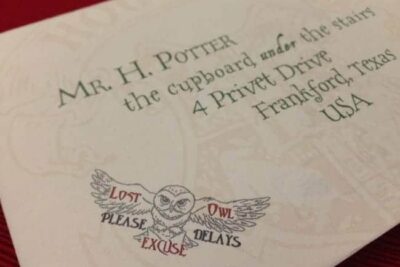 MR. H. POTTER
the cupboard under the stairs
4 Privet Drive
Frankford, Texas
USA
LOST OWL
PLEASE DELAYS
EXCUSE